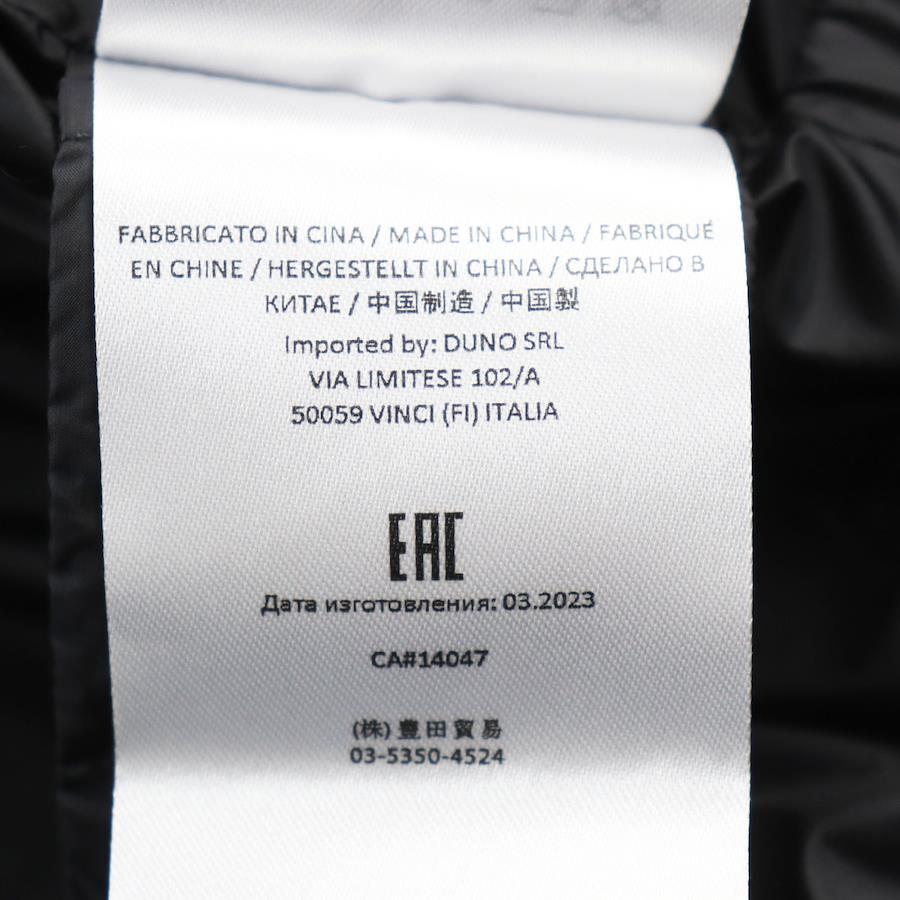 FABBRICATO IN CINA / MADE IN CHINA / FABRIQUÉ
EN CHINE / HERGESTELLT IN CHINA / СДЕЛАНО В
КИТАЕ / 中国制造 / 中国製
Imported by: DUNO SRL
VIA LIMITESE 102/A
50059 VINCI (FI) ITALIA
EAC
Дата изготовления: 03.2023
CA#14047
(株) 豊田貿易
03-5350-4524